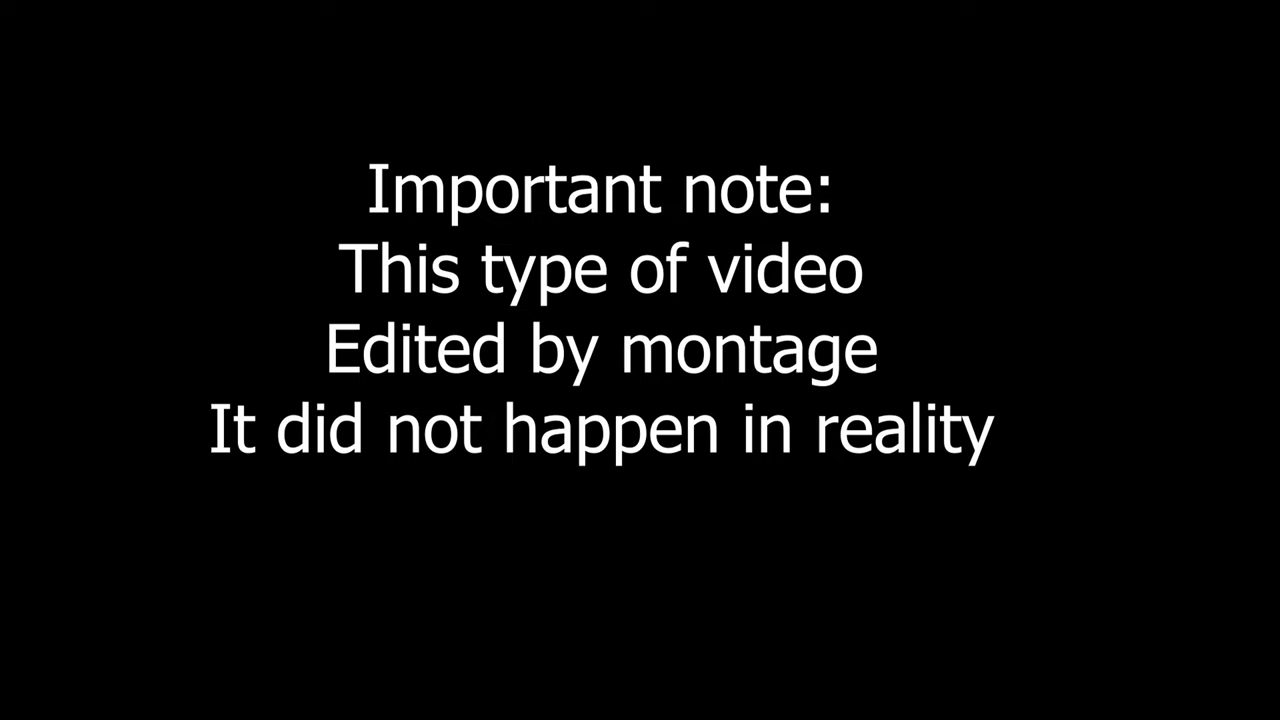 Important note:
This type of video
Edited by montage
It did not happen in reality